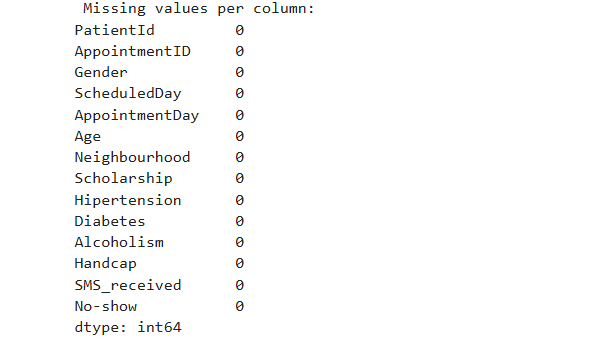 Missing values per column:
PatientId         0
AppointmentID     0
Gender            0
ScheduledDay      0
AppointmentDay    0
Age               0
Neighbourhood     0
Scholarship       0
Hipertension      0
Diabetes          0
Alcoholism        0
Handcap           0
SMS_received      0
No-show           0
dtype: int64